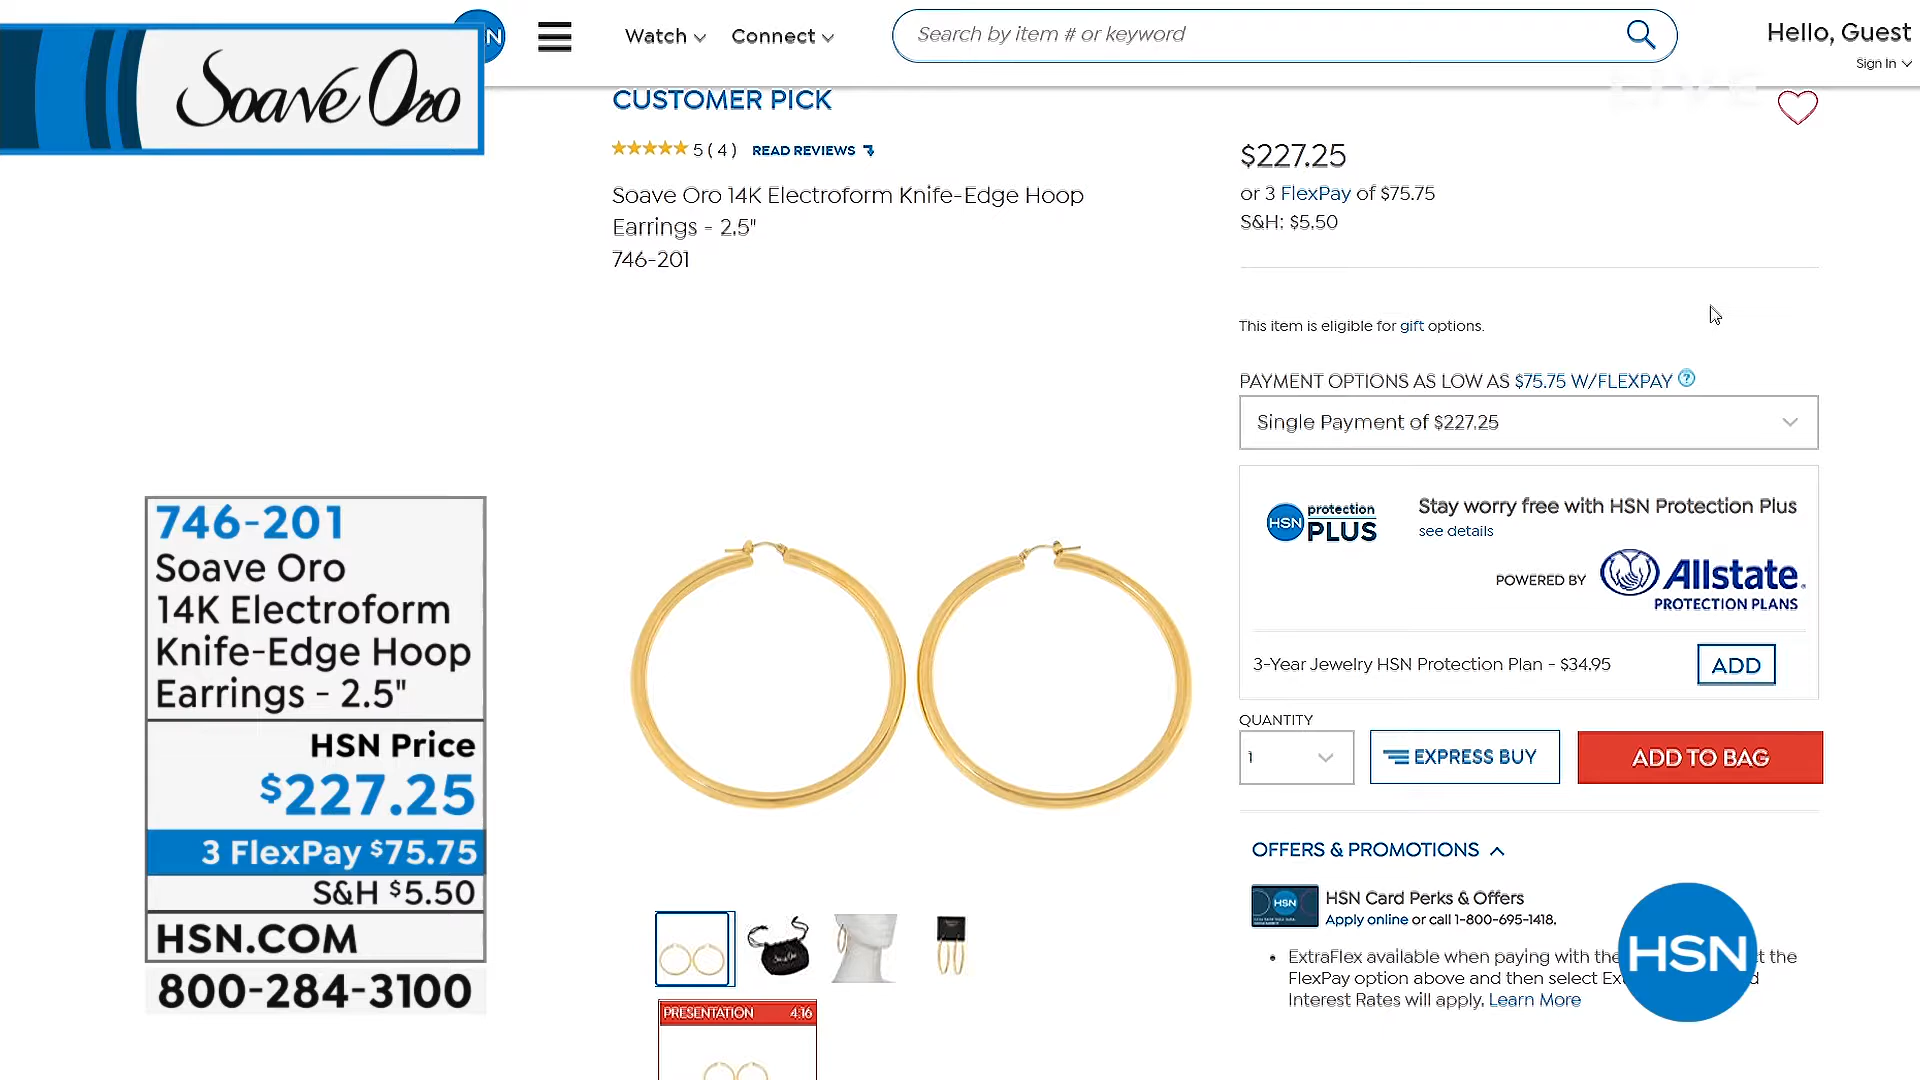 Soave Oro
Watch
Connect
Search by item # or keyword
Hello, Guest
Sign In
LIVE
CUSTOMER PICK
5 ( 4 ) READ REVIEWS
Soave Oro 14K Electroform Knife-Edge Hoop
Earrings - 2.5"
746-201
$227.25
or 3 FlexPay of $75.75
S&H: $5.50
This item is eligible for gift options.
PAYMENT OPTIONS AS LOW AS $75.75 W/FLEXPAY ?
Single Payment of $227.25
HSN protection PLUS
Stay worry free with HSN Protection Plus
see details
POWERED BY Allstate
PROTECTION PLANS
3-Year Jewelry HSN Protection Plan - $34.95
ADD
QUANTITY
1
EXPRESS BUY
ADD TO BAG
OFFERS & PROMOTIONS
HSN
HSN Card Perks & Offers
Apply online or call 1-800-695-1418.
• ExtraFlex available when paying with the t the
FlexPay option above and then select Ex d
Interest Rates will apply. Learn More
HSN
746-201
Soave Oro
14K Electroform
Knife-Edge Hoop
Earrings - 2.5"
HSN Price
$227.25
3 FlexPay $75.75
S&H $5.50
HSN.COM
800-284-3100
PRESENTATION 4:16